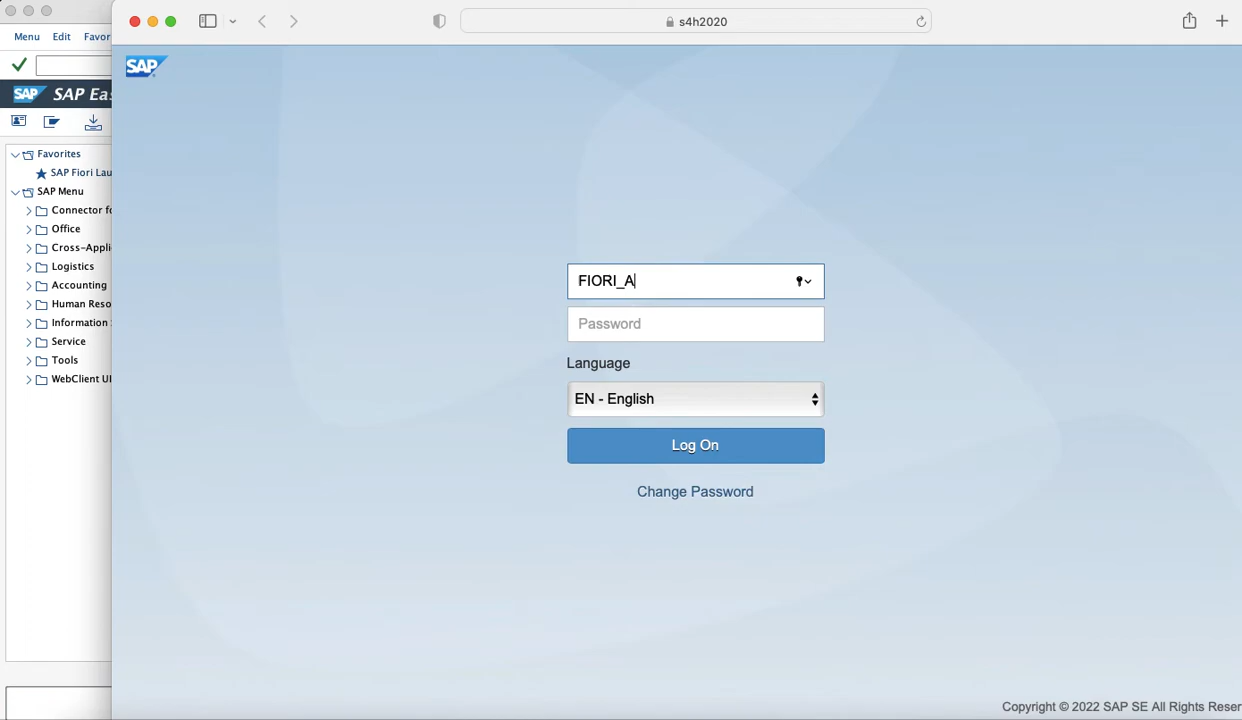 s4h2020
Menu Edit Favor
SAP
SAP SAP Eas
Favorites
SAP Fiori Lau
SAP Menu
Connector fo
Office
Cross-Appli
Logistics
Accounting
Human Reso
Information
Service
Tools
WebClient UI
FIORI_A
Password
Language
EN - English
Log On
Change Password
Copyright © 2022 SAP SE All Rights Reser